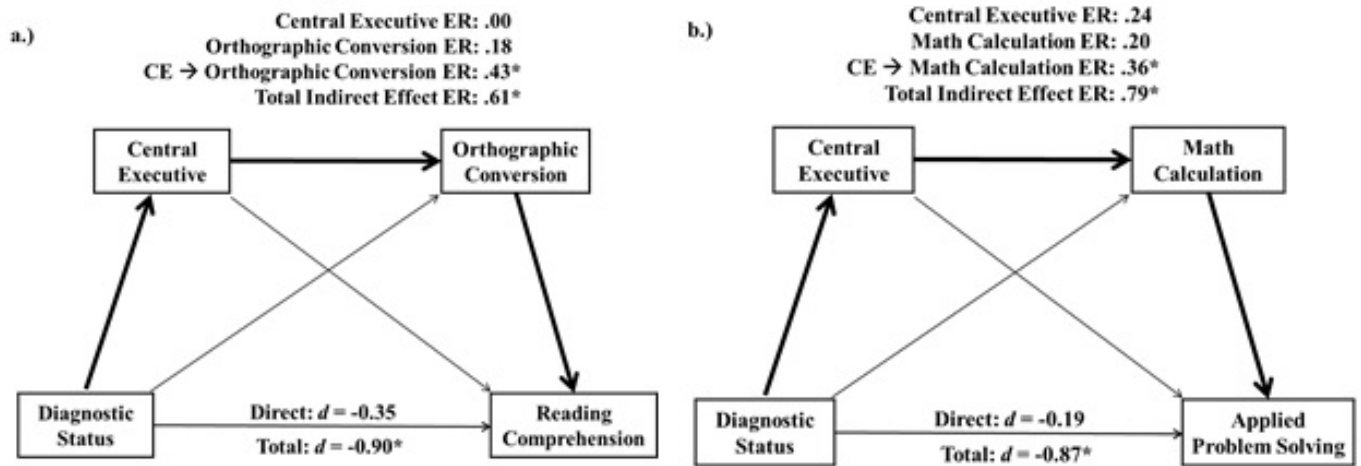 a.)
Central Executive ER: .00
Orthographic Conversion ER: .18
CE → Orthographic Conversion ER: .43*
Total Indirect Effect ER: .61*
Central
Executive
Orthographic
Conversion
Diagnostic
Status
Direct: d = -0.35
Total: d = -0.90*
Reading
Comprehension
b.)
Central Executive ER: .24
Math Calculation ER: .20
CE → Math Calculation ER: .36*
Total Indirect Effect ER: .79*
Central
Executive
Math
Calculation
Diagnostic
Status
Direct: d = -0.19
Total: d = -0.87*
Applied
Problem Solving